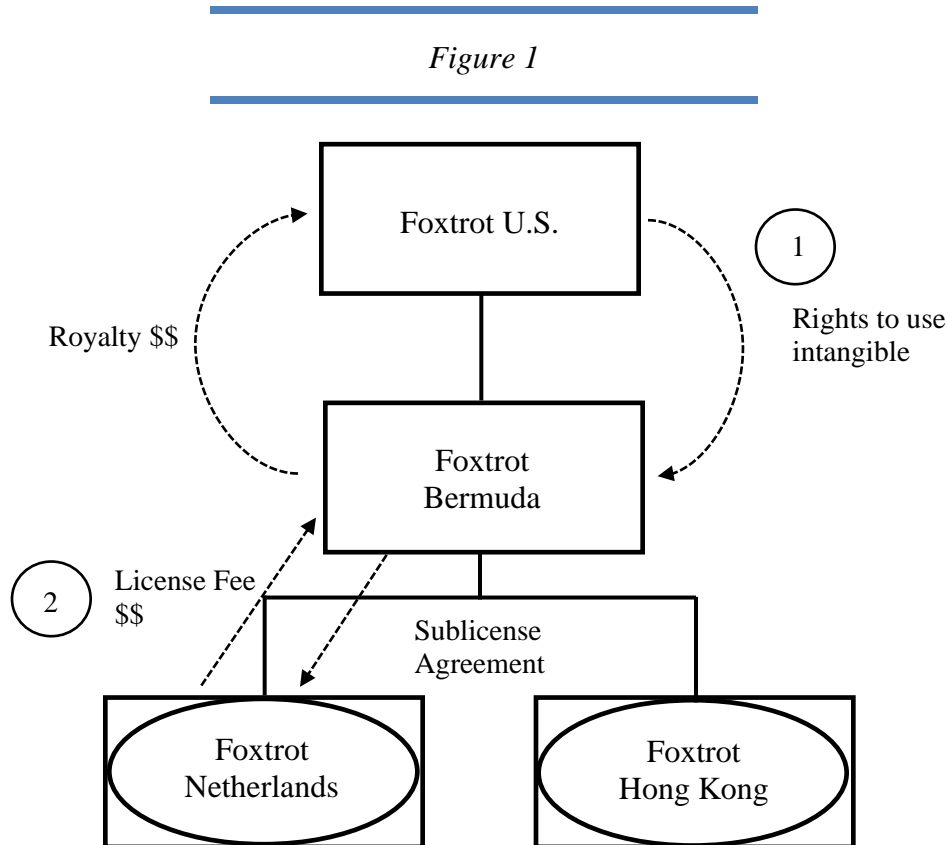 Figure 1
Foxtrot U.S.
1
Rights to use
intangible
Royalty $$
Foxtrot
Bermuda
2
License Fee
$$
Sublicense
Agreement
Foxtrot
Netherlands
Foxtrot
Hong Kong